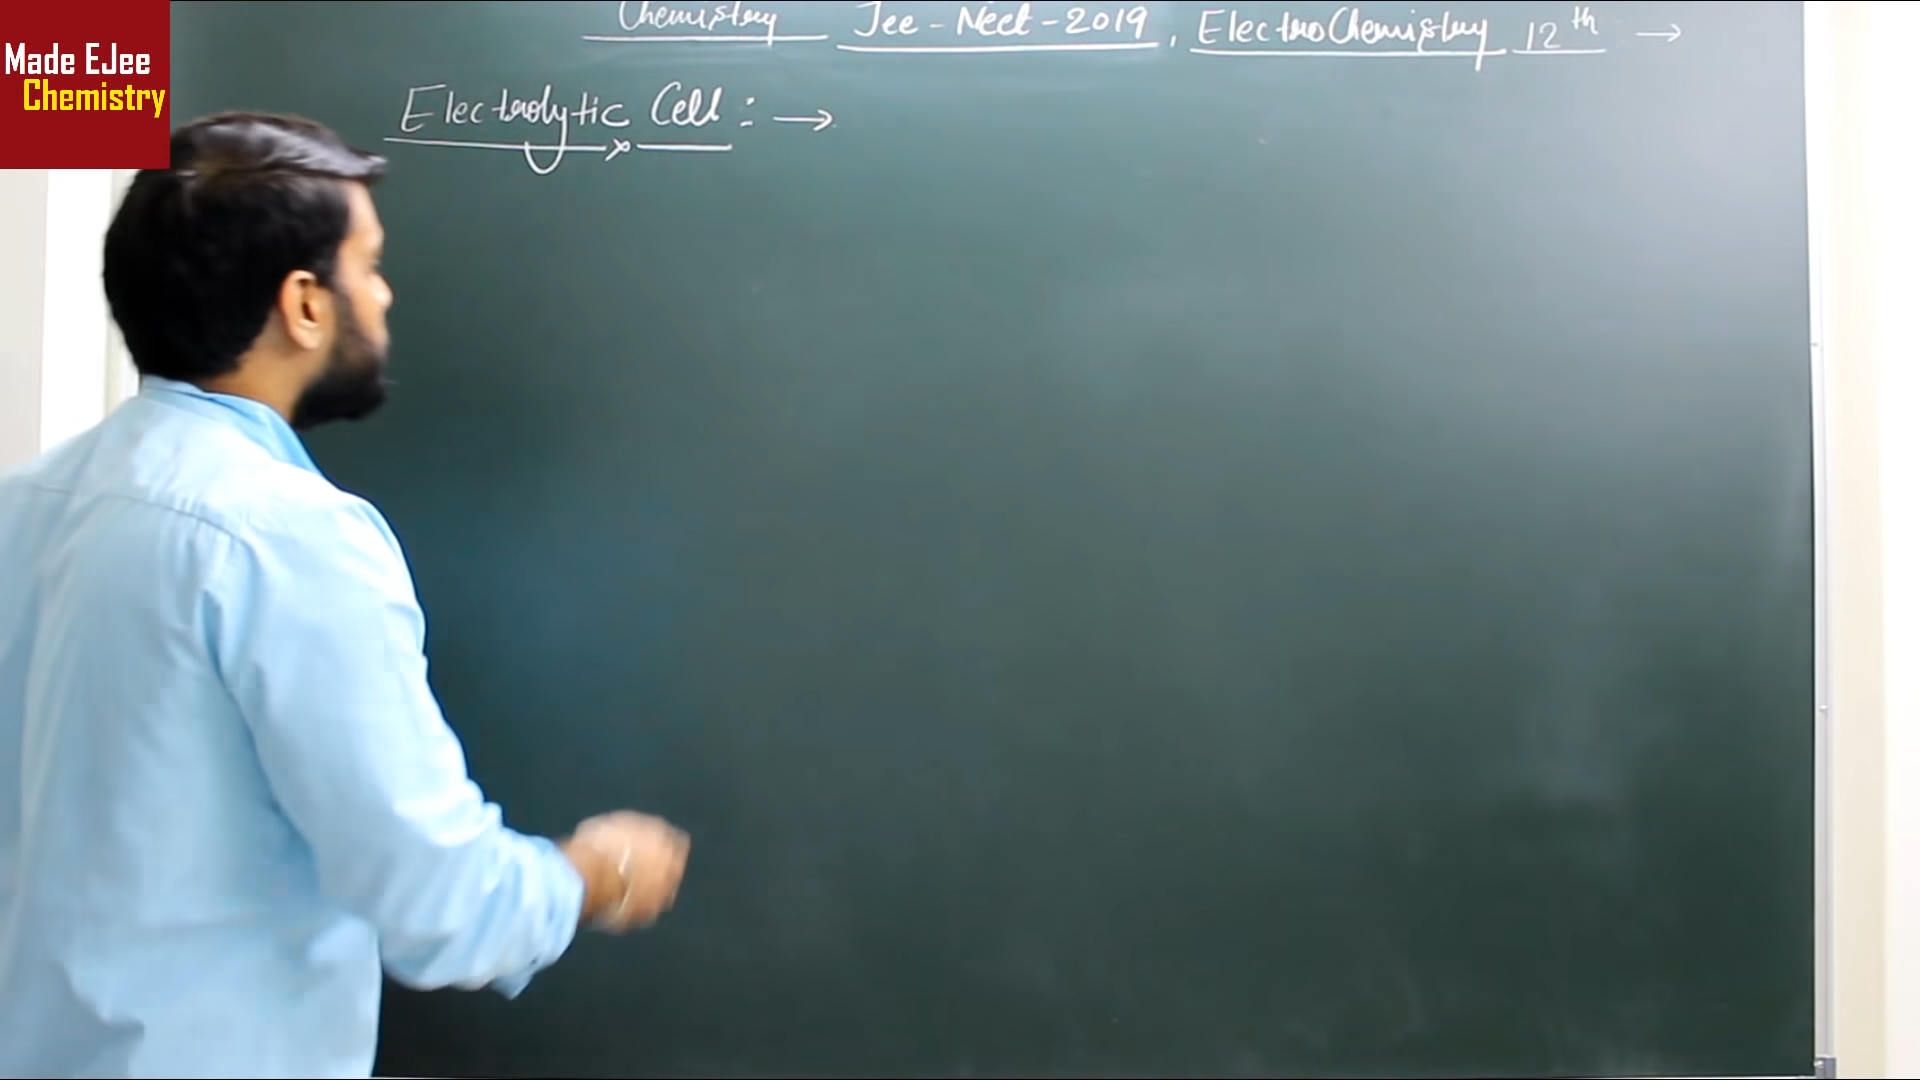 Chemistry Jee - Neet - 2019, ElectroChemistry 12th →
Made EJee
Chemistry
Electrolytic Cell : →